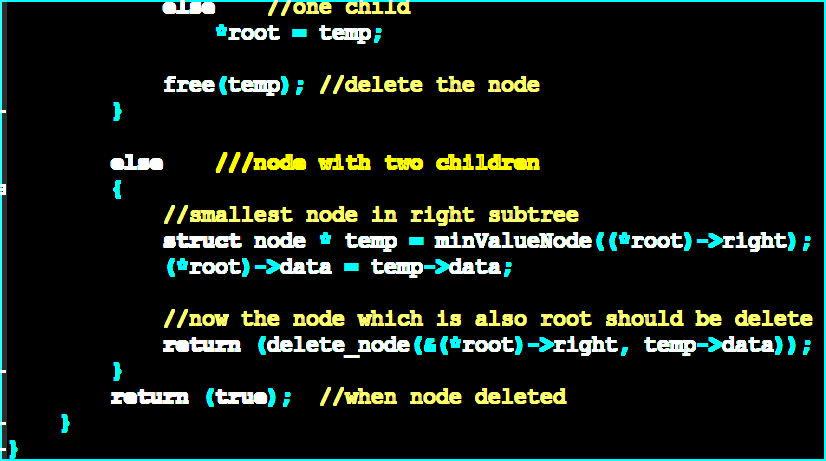 else    //one child
*root = temp;
free(temp); //delete the node
}
else    ///node with two children
{
//smallest node in right subtree
struct node * temp = minValueNode((*root)->right);
(*root)->data = temp->data;
//now the node which is also root should be delete
return (delete_node(&(*root)->right, temp->data));
}
return (true);  //when node deleted
}
}